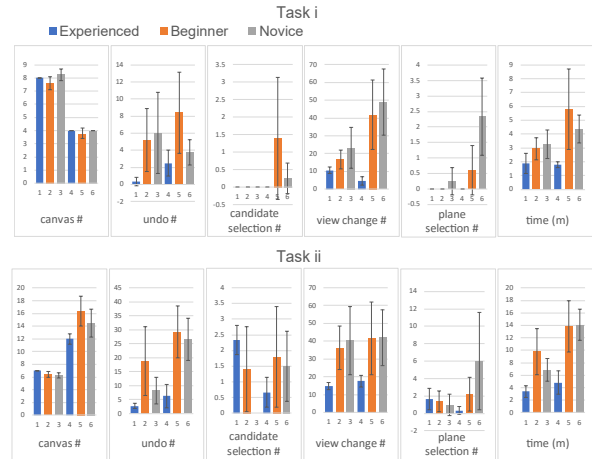 Task i
Experienced Beginner Novice
9 8 7 6 5 4 3 2 1 0
1 2 3 4 5 6
canvas #
14 12 10 8 6 4 2 0 -2
1 2 3 4 5 6
undo #
4 3.5 3 2.5 2 1.5 1 0.5 0 -0.5
1 2 3 4 5 6
candidate
selection #
70 60 50 40 30 20 10 0
1 2 3 4 5 6
view change #
4 3.5 3 2.5 2 1.5 1 0.5 0 -0.5
1 2 3 4 5 6
plane
selection #
10 9 8 7 6 5 4 3 2 1 0
1 2 3 4 5 6
time (m)
Task ii
20 18 16 14 12 10 8 6 4 2 0
1 2 3 4 5 6
canvas #
50 45 40 35 30 25 20 15 10 5 0
1 2 3 4 5 6
undo #
4 3.5 3 2.5 2 1.5 1 0.5 0
1 2 3 4 5 6
candidate
selection #
70 60 50 40 30 20 10 0
1 2 3 4 5 6
view change #
14 12 10 8 6 4 2 0 -2
1 2 3 4 5 6
plane
selection #
20 18 16 14 12 10 8 6 4 2 0
1 2 3 4 5 6
time (m)